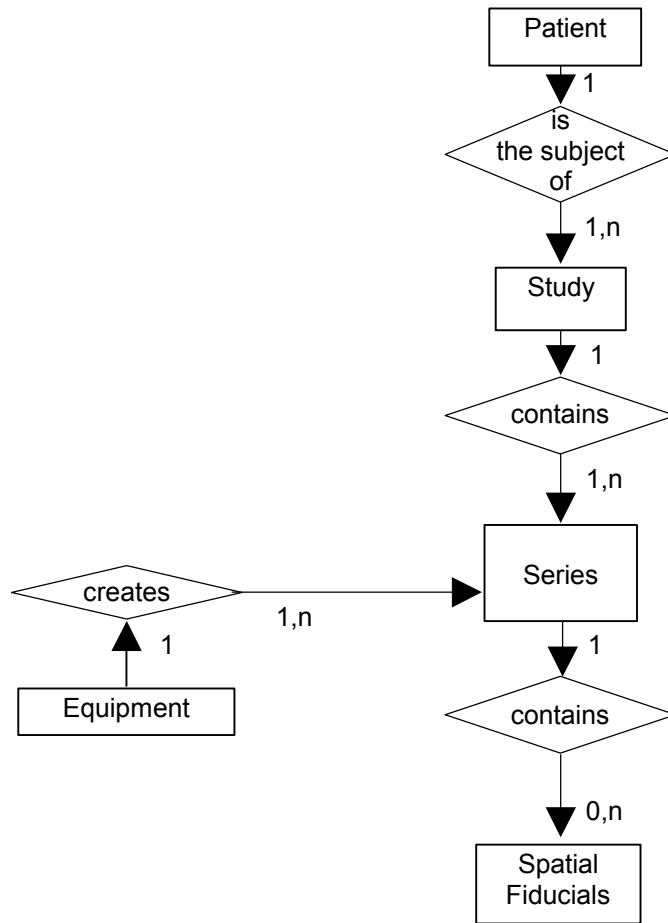 Patient
1
is
the subject
of
1,n
Study
1
contains
1,n
Series
creates
1,n
1
Equipment
1
contains
0,n
Spatial
Fiducials